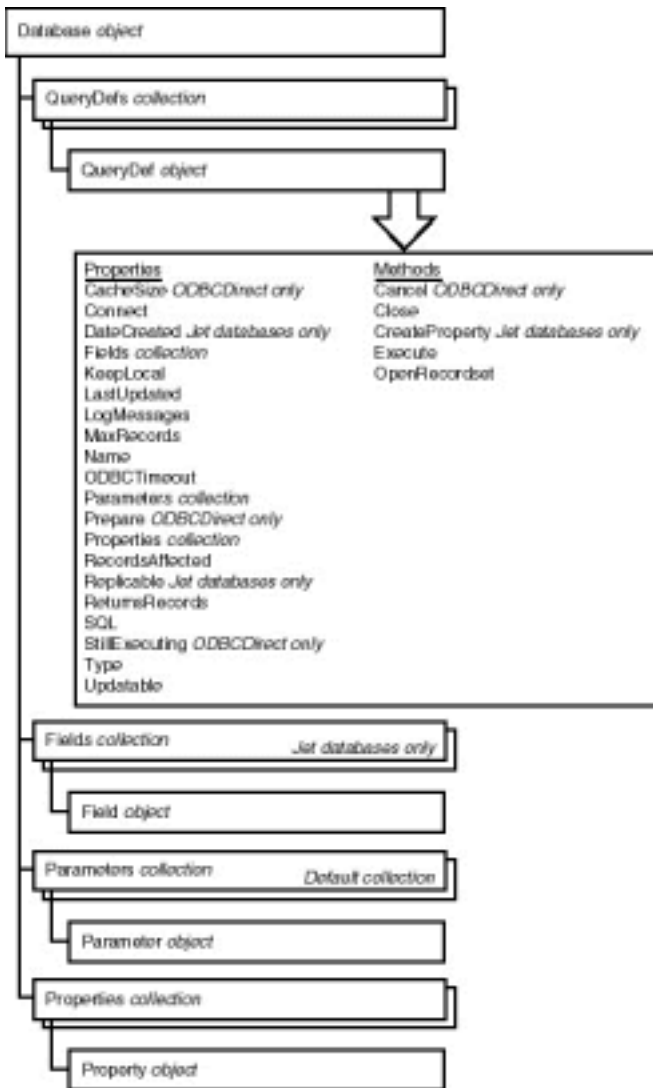 Database object
QueryDefs collection
QueryDef object
Properties
CacheSize ODBCDirect only
Connect
DateCreated Jet databases only
Fields collection
KeepLocal
LastUpdated
LogMessages
MaxRecords
Name
ODBCTimeout
Parameters collection
Prepare ODBCDirect only
Properties collection
RecordsAffected
Replicable Jet databases only
ReturnsRecords
SQL
StillExecuting ODBCDirect only
Type
Updatable
Methods
Cancel ODBCDirect only
Close
CreateProperty Jet databases only
Execute
OpenRecordset
Fields collection Jet databases only
Field object
Parameters collection Default collection
Parameter object
Properties collection
Property object